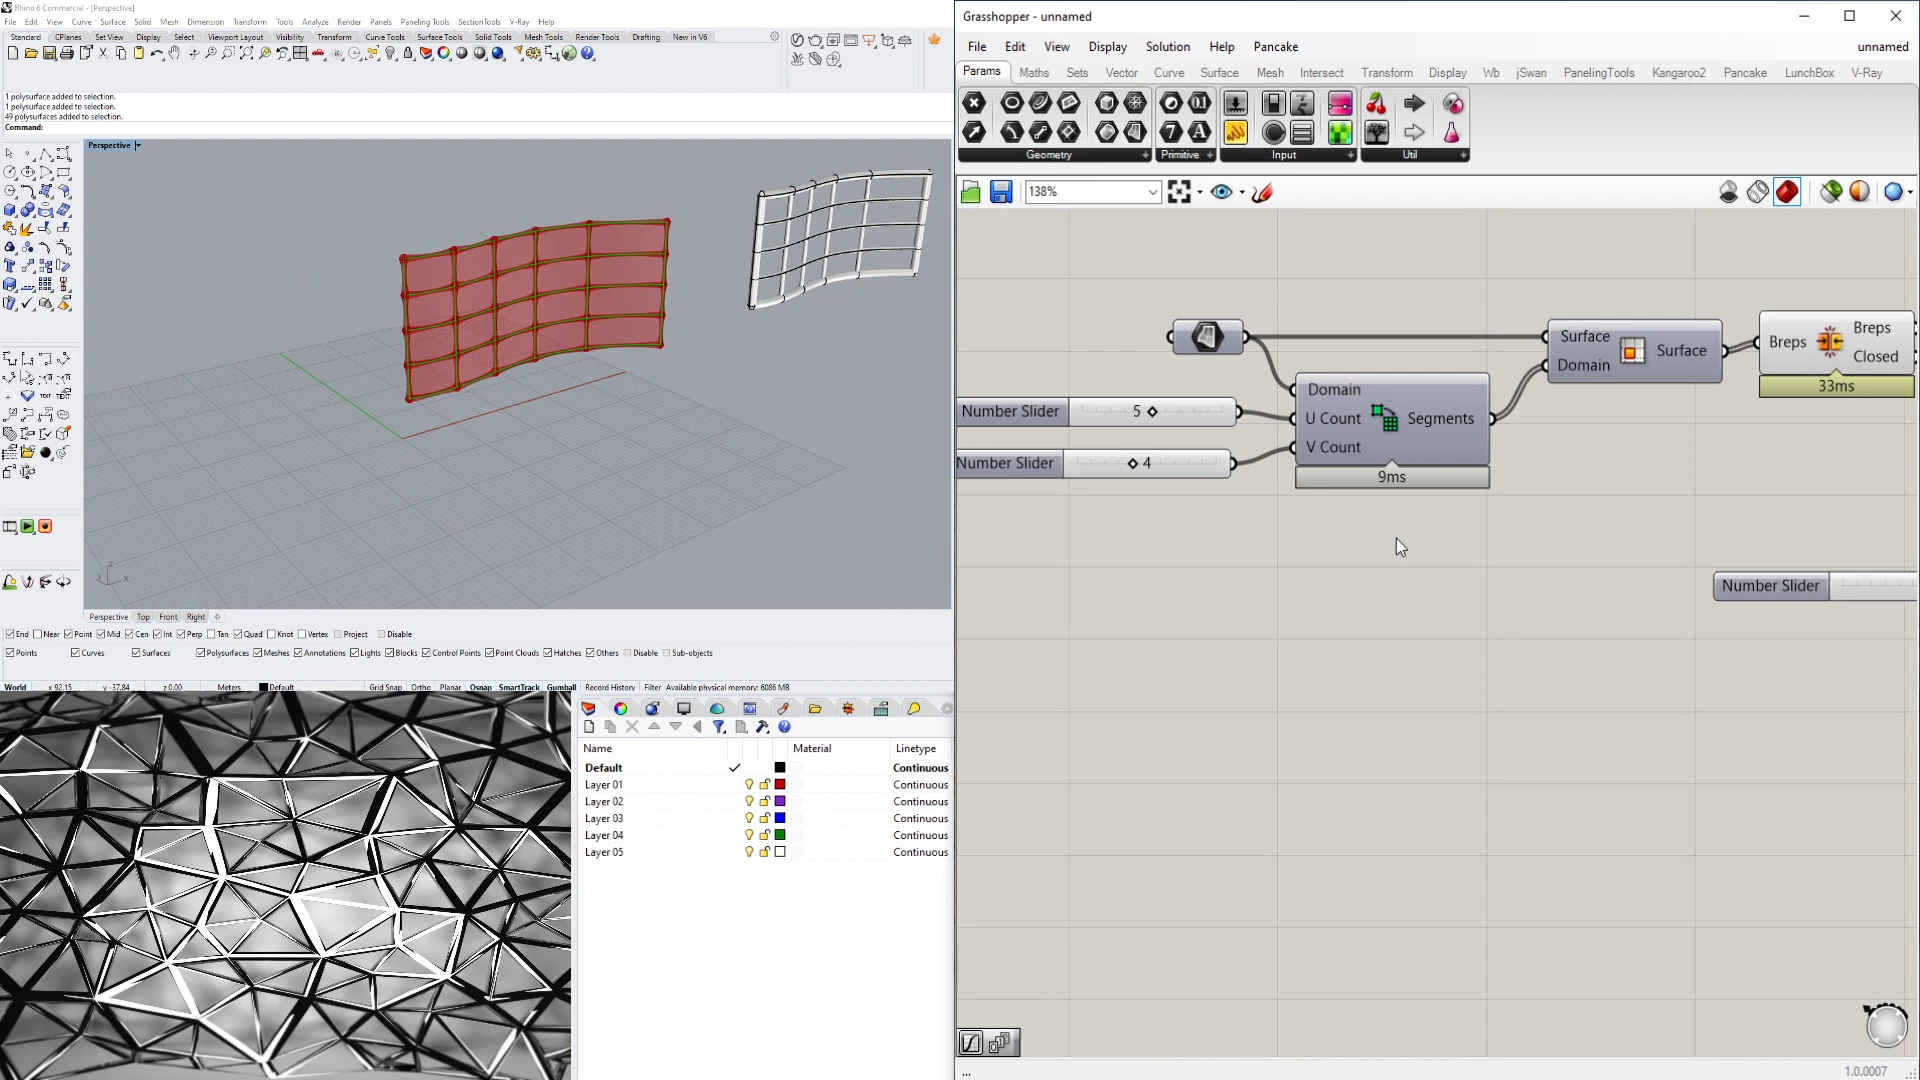 Rhino 6 Commercial - [Perspective]
File Edit View Curve Surface Solid Mesh Dimension Transform Tools Analyze Render Panels Paneling Tools SectionTools V-Ray Help
Standard CPlanes Set View Display Select Viewport Layout Visibility Transform Curve Tools Surface Tools Solid Tools Mesh Tools Render Tools Drafting New in V6
1 polysurface added to selection.
1 polysurface added to selection.
49 polysurfaces added to selection.
Command:
Perspective
z
y x
TEXT TEXT
Perspective Top Front Right
End Near Point Mid Cen Int Perp Tan Quad Knot Vertex Project Disable
Points Curves Surfaces Polysurfaces Meshes Annotations Lights Blocks Control Points Point Clouds Hatches Others Disable Sub-objects
World x 92.15 y -37.84 z 0.00 Meters Default Grid Snap Ortho Planar Osnap SmartTrack Gumball Record History Filter Available physical memory: 6086 MB
Name Material Linetype
Default Continuous
Layer 01 Continuous
Layer 02 Continuous
Layer 03 Continuous
Layer 04 Continuous
Layer 05 Continuous
Grasshopper - unnamed
File Edit View Display Solution Help Pancake unnamed
Params Maths Sets Vector Curve Surface Mesh Intersect Transform Display Wb jSwan PanelingTools Kangaroo2 Pancake LunchBox V-Ray
Geometry Primitive Input Util
138%
Surface Domain Surface
Breps Breps Closed
33ms
Domain
U Count Segments
V Count
9ms
Number Slider 5
Number Slider 4
Number Slider
...
1.0.0007